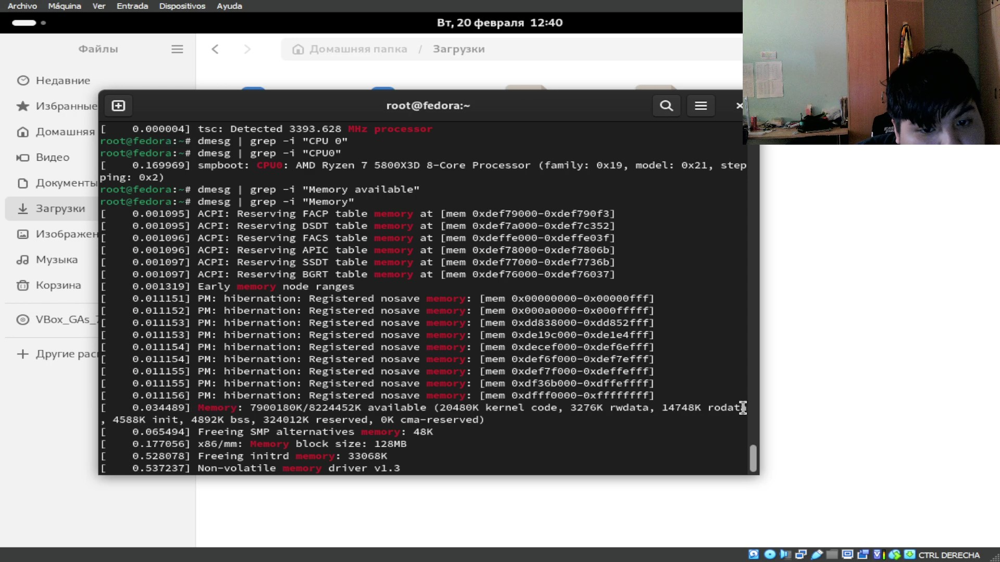 Archivo Máquina Ver Entrada Dispositivos Ayuda
Вт, 20 февраля 12:40
Файлы
Домашняя папка / Загрузки
Недавние
Избранные
Домашняя
Видео
Документы
Загрузки
Изображен
Музыка
Корзина
VBox_GAs_7
Другие рас
root@fedora:~
[    0.000004] tsc: Detected 3393.628 MHz processor
root@fedora:~# dmesg | grep -i "CPU 0"
root@fedora:~# dmesg | grep -i "CPU0"
[    0.169969] smpboot: CPU0: AMD Ryzen 7 5800X3D 8-Core Processor (family: 0x19, model: 0x21, step
ping: 0x2)
root@fedora:~# dmesg | grep -i "Memory available"
root@fedora:~# dmesg | grep -i "Memory"
[    0.001095] ACPI: Reserving FACP table memory at [mem 0xdef79000-0xdef790f3]
[    0.001095] ACPI: Reserving DSDT table memory at [mem 0xdef7a000-0xdef7c352]
[    0.001096] ACPI: Reserving FACS table memory at [mem 0xdeffe000-0xdeffe03f]
[    0.001096] ACPI: Reserving APIC table memory at [mem 0xdef78000-0xdef7806b]
[    0.001097] ACPI: Reserving SSDT table memory at [mem 0xdef77000-0xdef7736b]
[    0.001097] ACPI: Reserving BGRT table memory at [mem 0xdef76000-0xdef76037]
[    0.001319] Early memory node ranges
[    0.011151] PM: hibernation: Registered nosave memory: [mem 0x00000000-0x00000fff]
[    0.011152] PM: hibernation: Registered nosave memory: [mem 0x000a0000-0x000fffff]
[    0.011153] PM: hibernation: Registered nosave memory: [mem 0xdd838000-0xdd852fff]
[    0.011153] PM: hibernation: Registered nosave memory: [mem 0xde19c000-0xde1e4fff]
[    0.011154] PM: hibernation: Registered nosave memory: [mem 0xdecef000-0xdef6efff]
[    0.011154] PM: hibernation: Registered nosave memory: [mem 0xdef6f000-0xdef7efff]
[    0.011155] PM: hibernation: Registered nosave memory: [mem 0xdef7f000-0xdeffefff]
[    0.011155] PM: hibernation: Registered nosave memory: [mem 0xdf36b000-0xdffeffff]
[    0.011156] PM: hibernation: Registered nosave memory: [mem 0xdfff0000-0xffffffff]
[    0.034489] Memory: 7900180K/8224452K available (20480K kernel code, 3276K rwdata, 14748K rodata
, 4588K init, 4892K bss, 324012K reserved, 0K cma-reserved)
[    0.065494] Freeing SMP alternatives memory: 48K
[    0.177056] x86/mm: Memory block size: 128MB
[    0.528078] Freeing initrd memory: 33068K
[    0.537237] Non-volatile memory driver v1.3
CTRL DERECHA